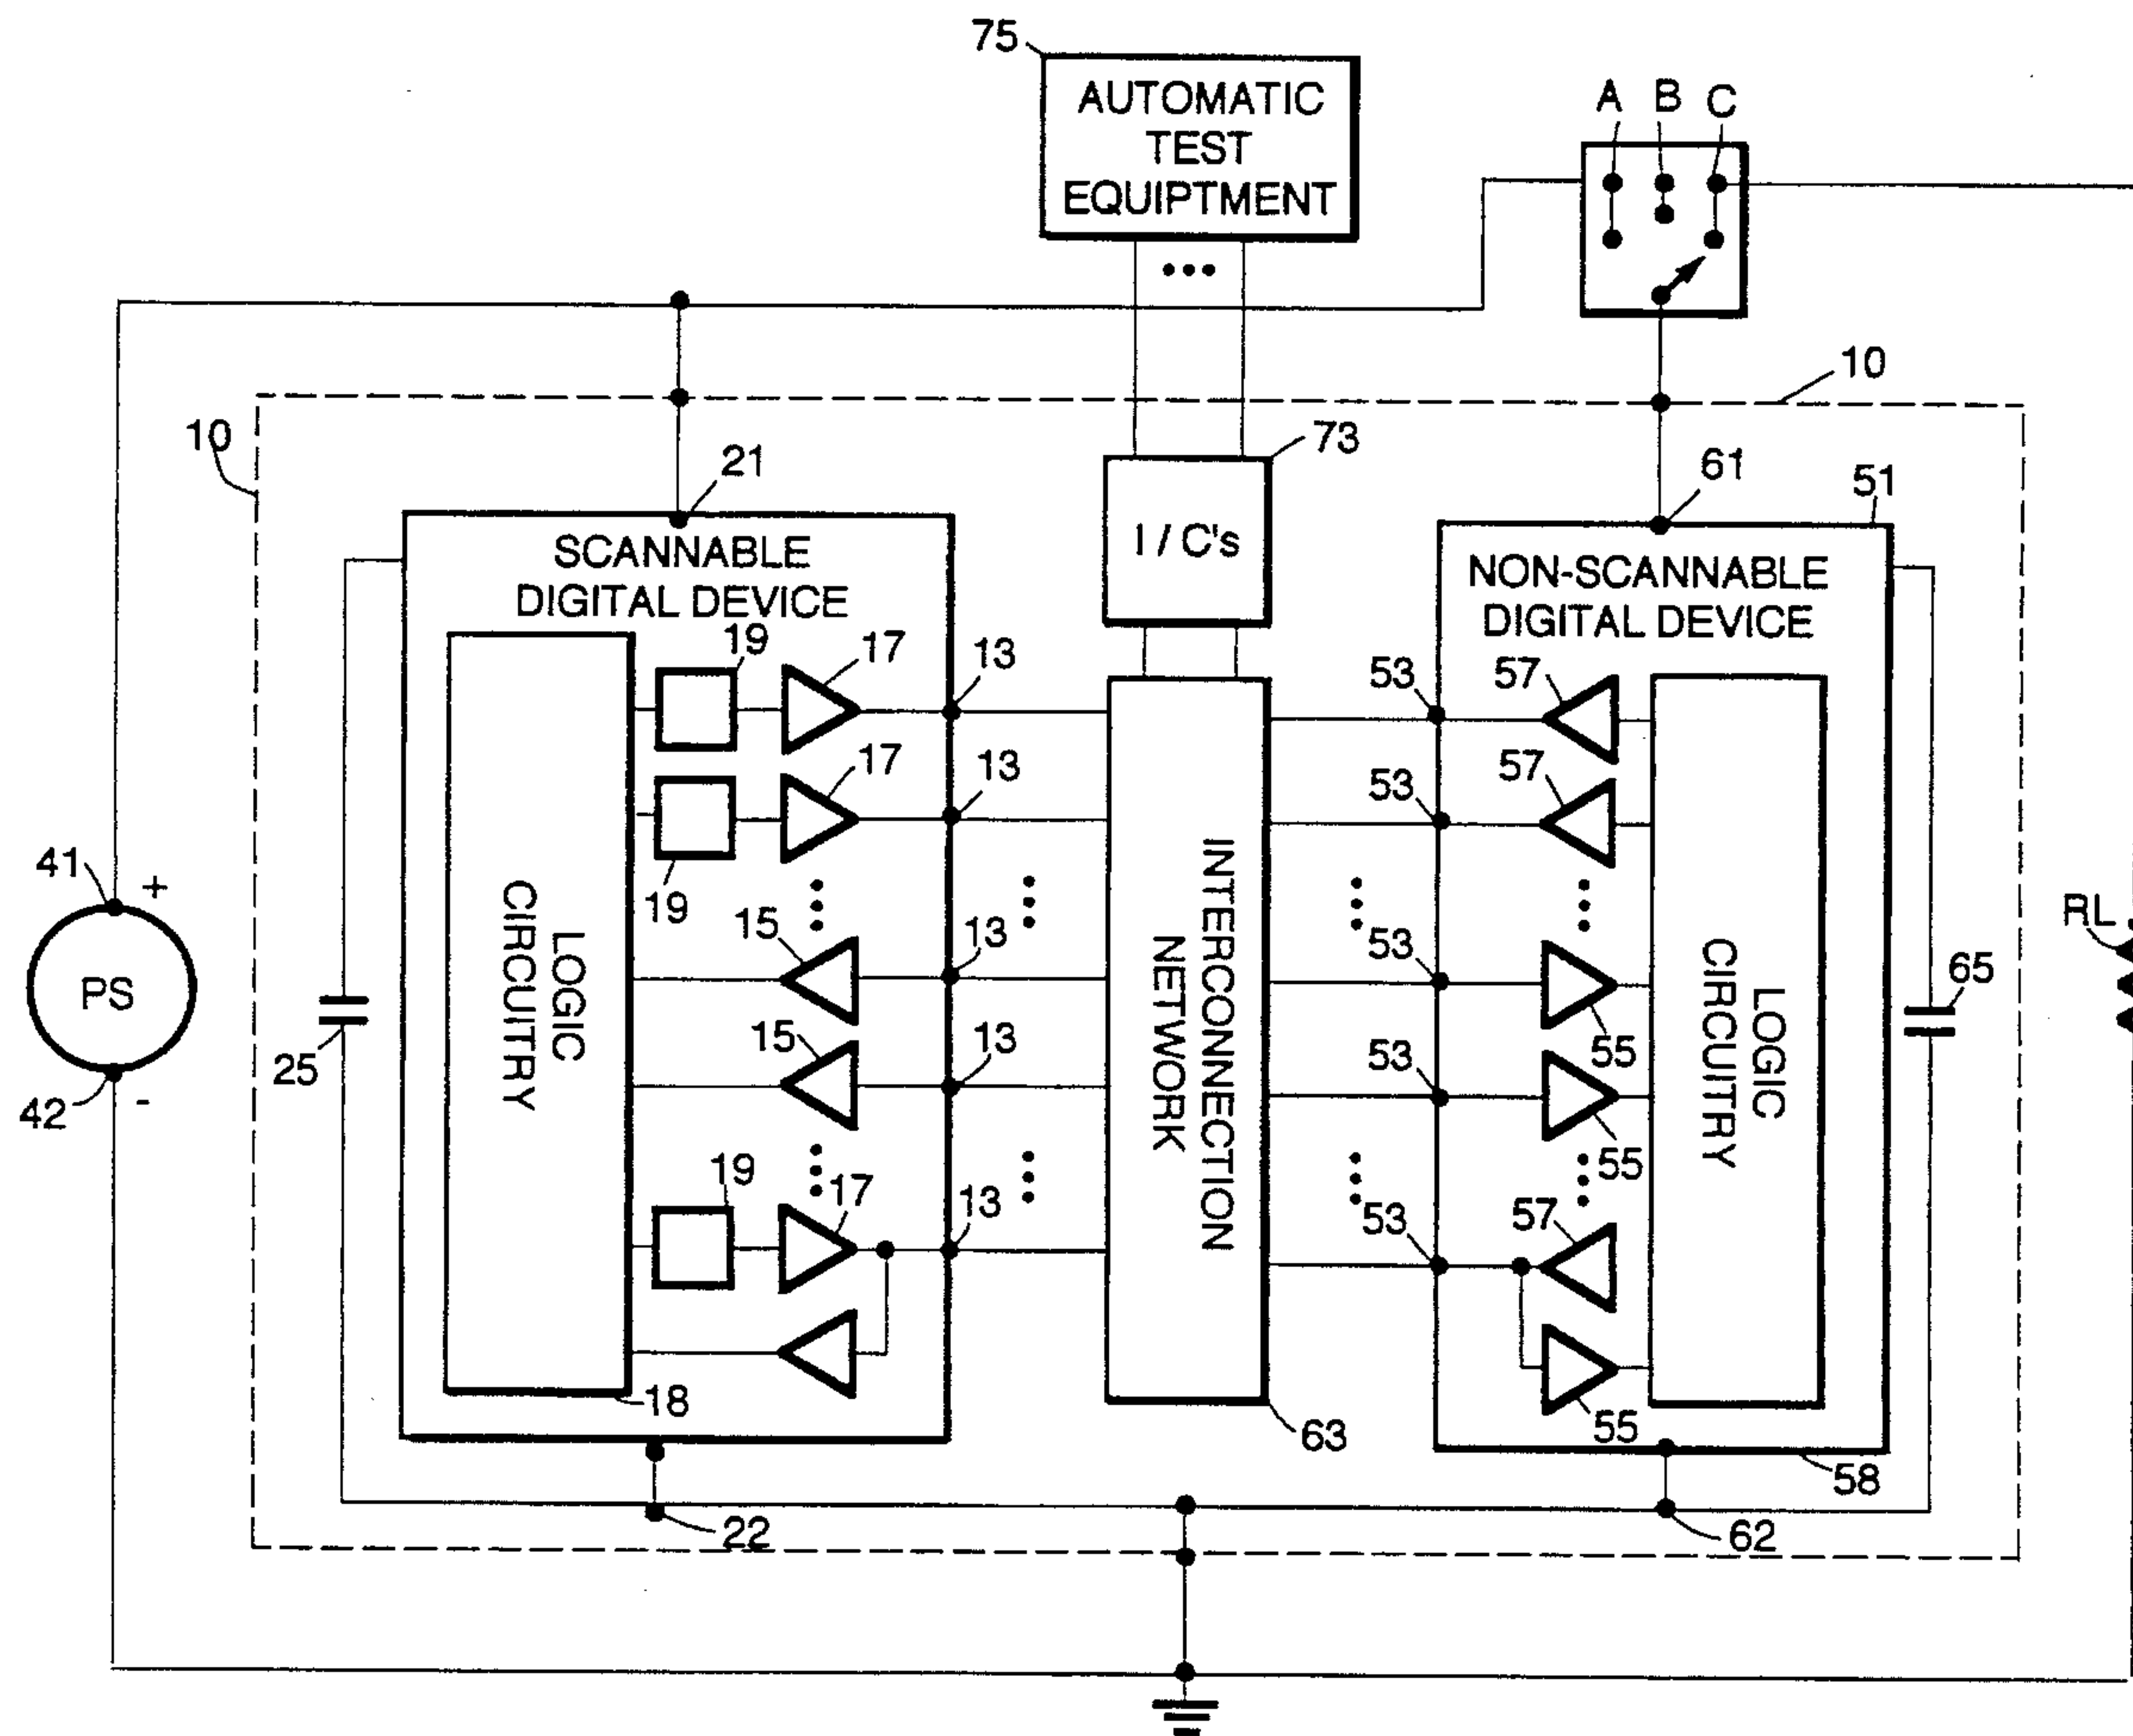 75
AUTOMATIC
TEST
EQUIPTMENT
A B C
10
10
73
21
61
51
I / C's
SCANNABLE
DIGITAL DEVICE
NON-SCANNABLE
DIGITAL DEVICE
19
17
13
53
57
17
13
53
57
19
41
+
PS
42
-
25
LOGIC
CIRCUITRY
15
13
15
13
19
17
13
18
22
INTERCONNECTION
NETWORK
63
53
55
53
55
53
57
55
LOGIC
CIRCUITRY
58
62
65
RL